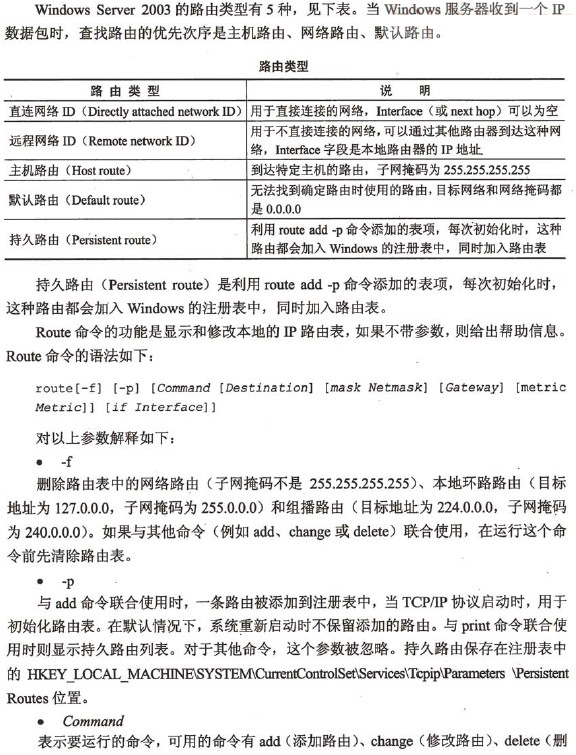 Windows Server 2003 的路由类型有 5 种，见下表。当 Windows 服务器收到一个 IP
数据包时，查找路由的优先次序是主机路由、网络路由、默认路由。
路由类型
路 由 类 型 说 明
直连网络 ID（Directly attached network ID） 用于直接连接的网络，Interface（或 next hop）可以为空
远程网络 ID（Remote network ID） 用于不直接连接的网络，可以通过其他路由器到达这种网
络，Interface 字段是本地路由器的 IP 地址
主机路由（Host route） 到达特定主机的路由，子网掩码为 255.255.255.255
默认路由（Default route） 无法找到确定路由时使用的路由，目标网络和网络掩码都
是 0.0.0.0
持久路由（Persistent route） 利用 route add -p 命令添加的表项，每次初始化时，这种
路由都会加入 Windows 的注册表中，同时加入路由表
持久路由（Persistent route）是利用 route add -p 命令添加的表项，每次初始化时，
这种路由都会加入 Windows 的注册表中，同时加入路由表。
Route 命令的功能是显示和修改本地的 IP 路由表，如果不带参数，则给出帮助信息。
Route 命令的语法如下：
route[-f] [-p] [Command [Destination] [mask Netmask] [Gateway] [metric
Metric]] [if Interface]]
对以上参数解释如下：
● -f
删除路由表中的网络路由（子网掩码不是 255.255.255.255）、本地环路路由（目标
地址为 127.0.0.0，子网掩码为 255.0.0.0）和组播路由（目标地址为 224.0.0.0，子网掩码
为 240.0.0.0）。如果与其他命令（例如 add、change 或 delete）联合使用，在运行这个命
令前先清除路由表。
● -p
与 add 命令联合使用时，一条路由被添加到注册表中，当 TCP/IP 协议启动时，用于
初始化路由表。在默认情况下，系统重新启动时不保留添加的路由。与 print 命令联合使
用时则显示持久路由列表。对于其他命令，这个参数被忽略。持久路由保存在注册表中
的 HKEY_LOCAL_MACHINE\SYSTEM\CurrentControlSet\Services\Tcpip\Parameters \Persistent
Routes 位置。
● Command
表示要运行的命令，可用的命令有 add（添加路由）、change（修改路由）、delete（删